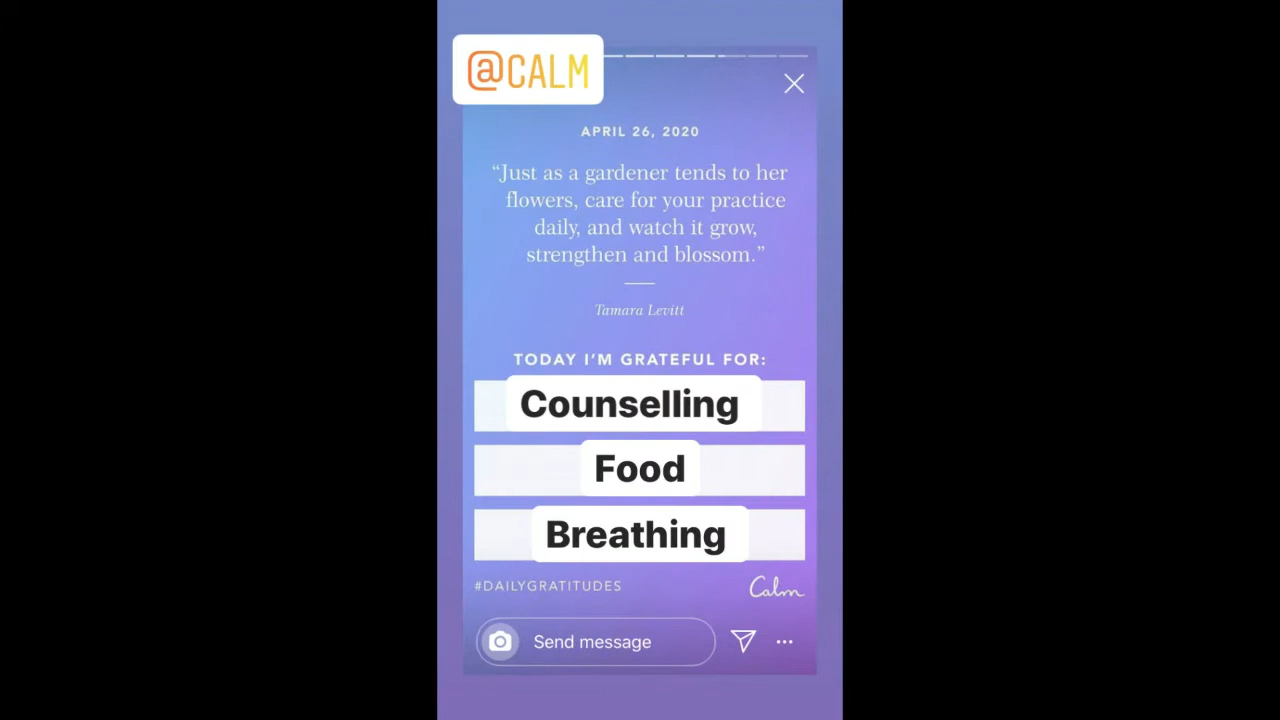 @CALM
APRIL 26, 2020
“Just as a gardener tends to her
flowers, care for your practice
daily, and watch it grow,
strengthen and blossom.”
Tamara Levitt
TODAY I’M GRATEFUL FOR:
Counselling
Food
Breathing
#DAILYGRATITUDES
Calm
Send message